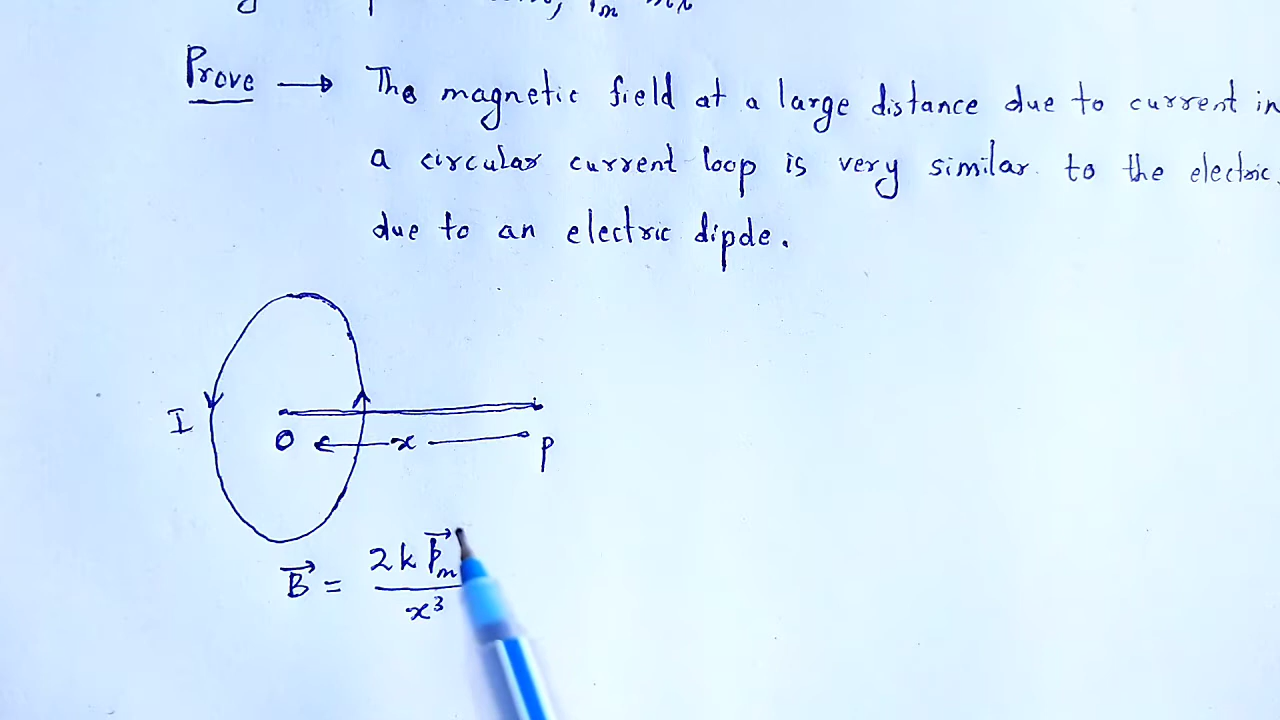 Prove → The magnetic field at a large distance due to current in
a circular current loop is very similar to the electric
due to an electric dipde.
I
O ← x — P
B⃗ = 2k p⃗m / x³